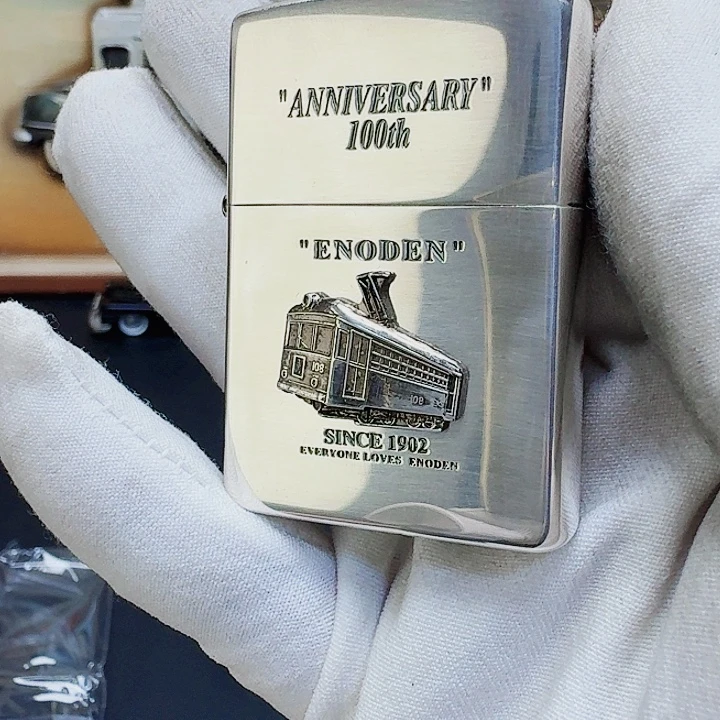 "ANNIVERSARY"
100th
"ENODEN"
108
108
SINCE 1902
EVERYONE LOVES ENODEN